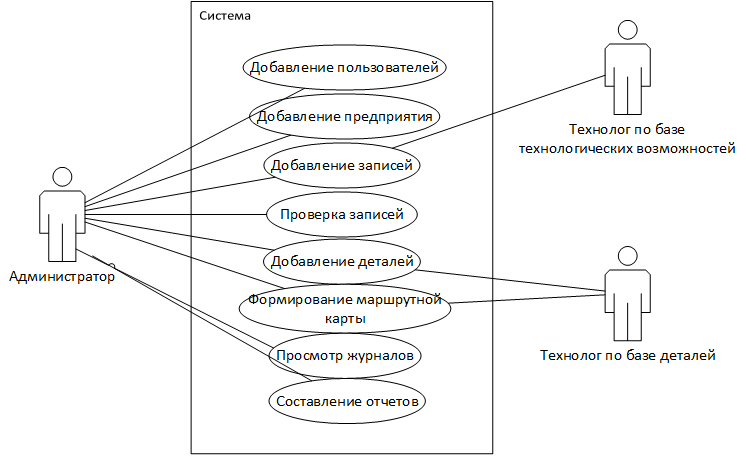 Система
Добавление пользователей
Добавление предприятия
Добавление записей
Проверка записей
Добавление деталей
Формирование маршрутной
карты
Просмотр журналов
Составление отчетов
Администратор
Технолог по базе
технологических возможностей
Технолог по базе деталей